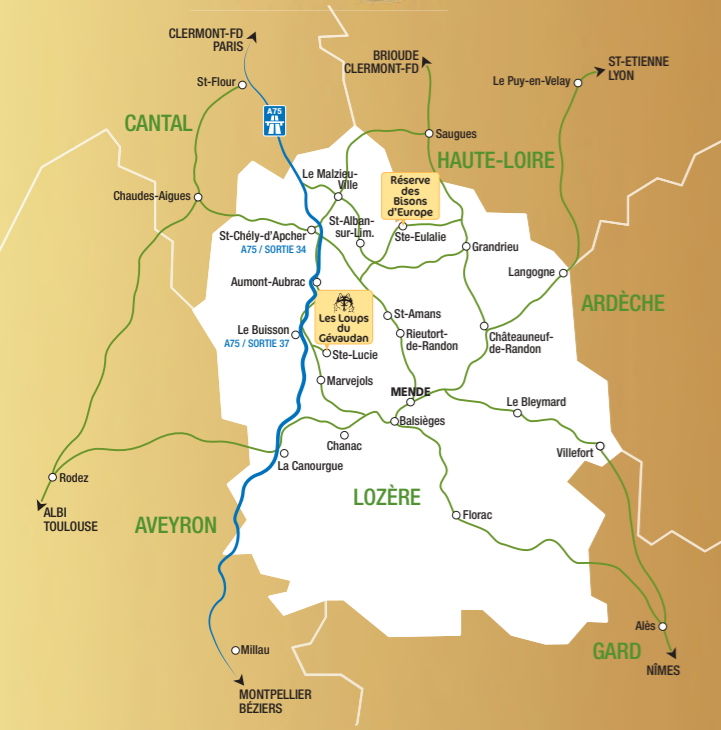 CLERMONT-FD
PARIS
BRIOUDE
CLERMONT-FD
ST-ETIENNE
LYON
St-Flour
Le Puy-en-Velay
A75
CANTAL
Saugues
HAUTE-LOIRE
Le Malzieu-
Ville
Réserve
des
Bisons
d'Europe
Chaudes-Aigues
St-Alban-
sur-Lim.
Ste-Eulalie
St-Chély-d'Apcher
A75 / SORTIE 34
Grandrieu
Langogne
Aumont-Aubrac
ARDÈCHE
Les Loups
du
Gévaudan
St-Amans
Le Buisson
A75 / SORTIE 37
Rieutort-
de-Randon
Châteauneuf-
de-Randon
Ste-Lucie
Marvejols
MENDE
Le Bleymard
Balsièges
Chanac
Villefort
La Canourgue
Rodez
LOZÈRE
ALBI
TOULOUSE
AVEYRON
Florac
Alès
GARD
Millau
NÎMES
MONTPELLIER
BÉZIERS